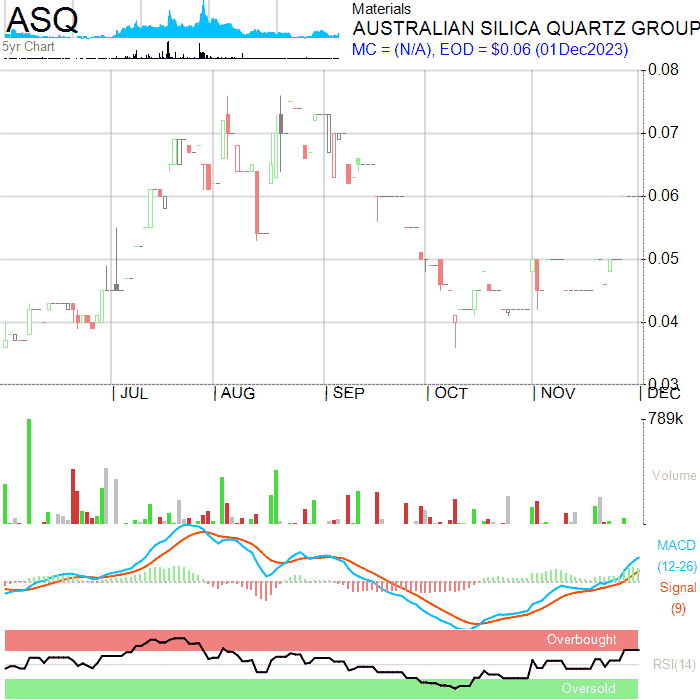 ASQ
5yr Chart
Materials
AUSTRALIAN SILICA QUARTZ GROUP
MC = (N/A), EOD = $0.06 (01Dec2023)
0.08
0.07
0.06
0.05
0.04
0.03
JUL AUG SEP OCT NOV DEC
789k
Volume
MACD
(12-26)
Signal
(9)
Overbought
RSI(14)
Oversold